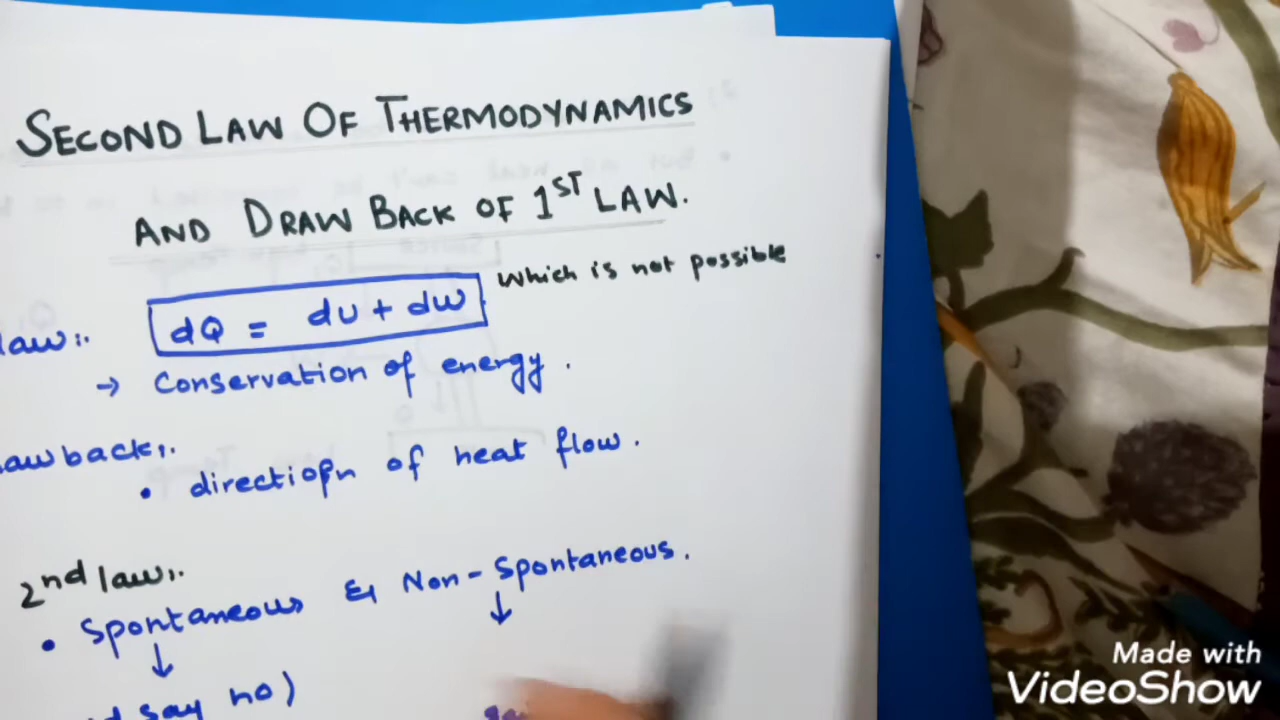 SECOND LAW OF THERMODYNAMICS
AND DRAW BACK OF 1ST LAW.
which is not possible
law:. dQ = dU + dW
→ Conservation of energy.
awback:.
• direction of heat flow.
2nd law:.
• Spontaneous & Non-Spontaneous.
↓ ↓
say no)
Made with
VideoShow